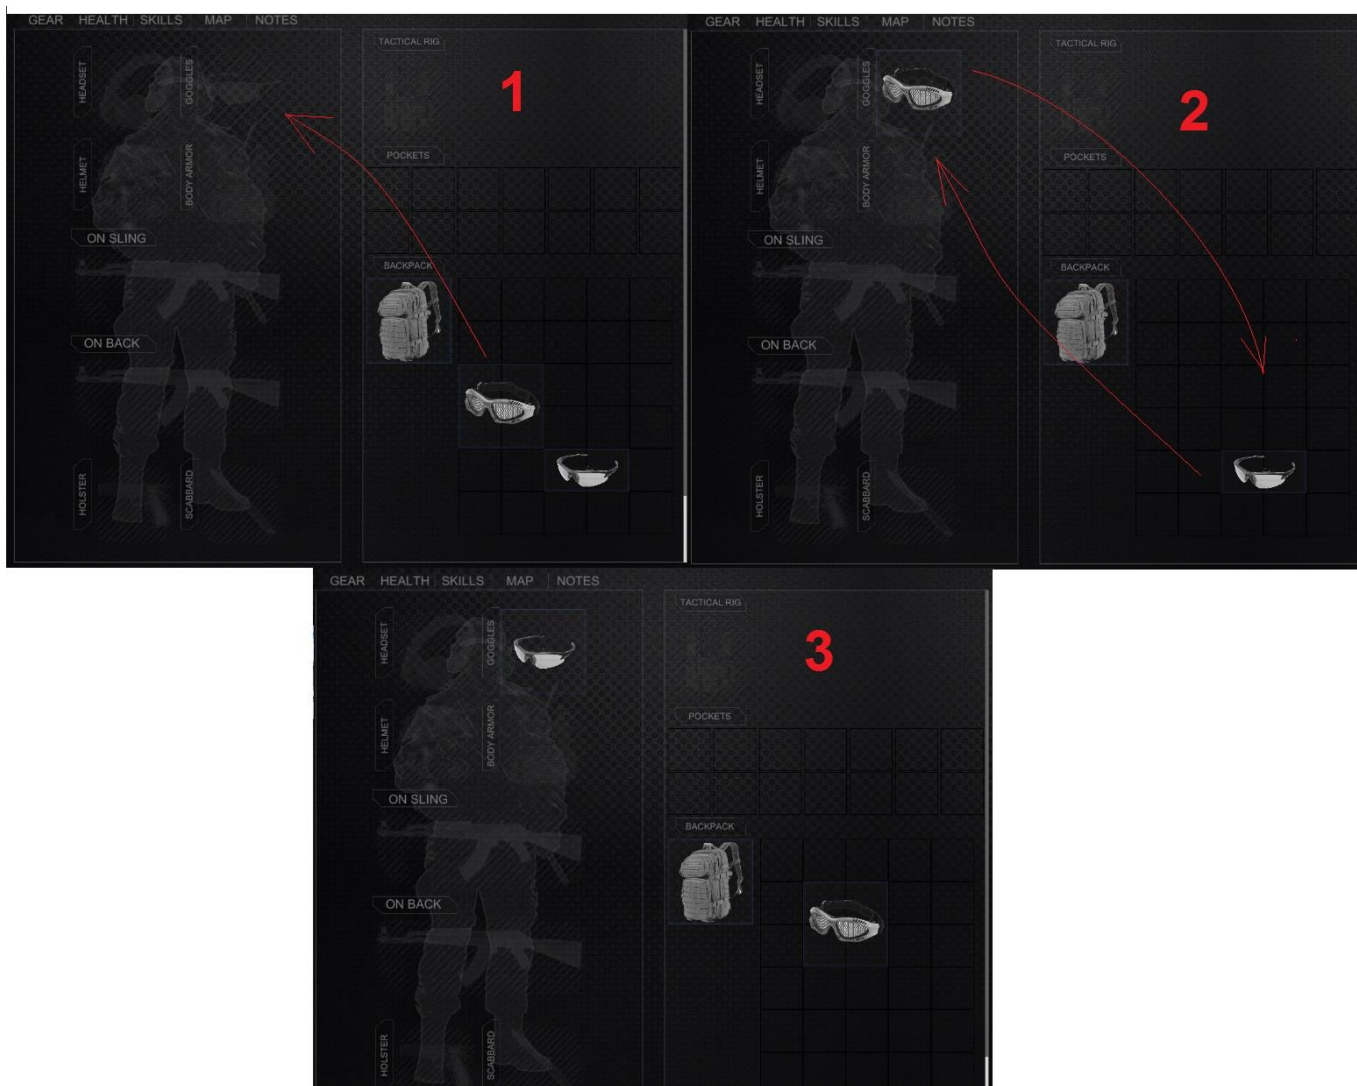 GEAR HEALTH SKILLS MAP NOTES
HEADSET
GOGGLES
TACTICAL RIG
1
HELMET
BODY ARMOR
POCKETS
ON SLING
BACKPACK
ON BACK
HOLSTER
SCABBARD
GEAR HEALTH SKILLS MAP NOTES
HEADSET
GOGGLES
TACTICAL RIG
2
HELMET
BODY ARMOR
POCKETS
ON SLING
BACKPACK
ON BACK
HOLSTER
SCABBARD
GEAR HEALTH SKILLS MAP NOTES
HEADSET
GOGGLES
TACTICAL RIG
3
HELMET
BODY ARMOR
POCKETS
ON SLING
BACKPACK
ON BACK
HOLSTER
SCABBARD